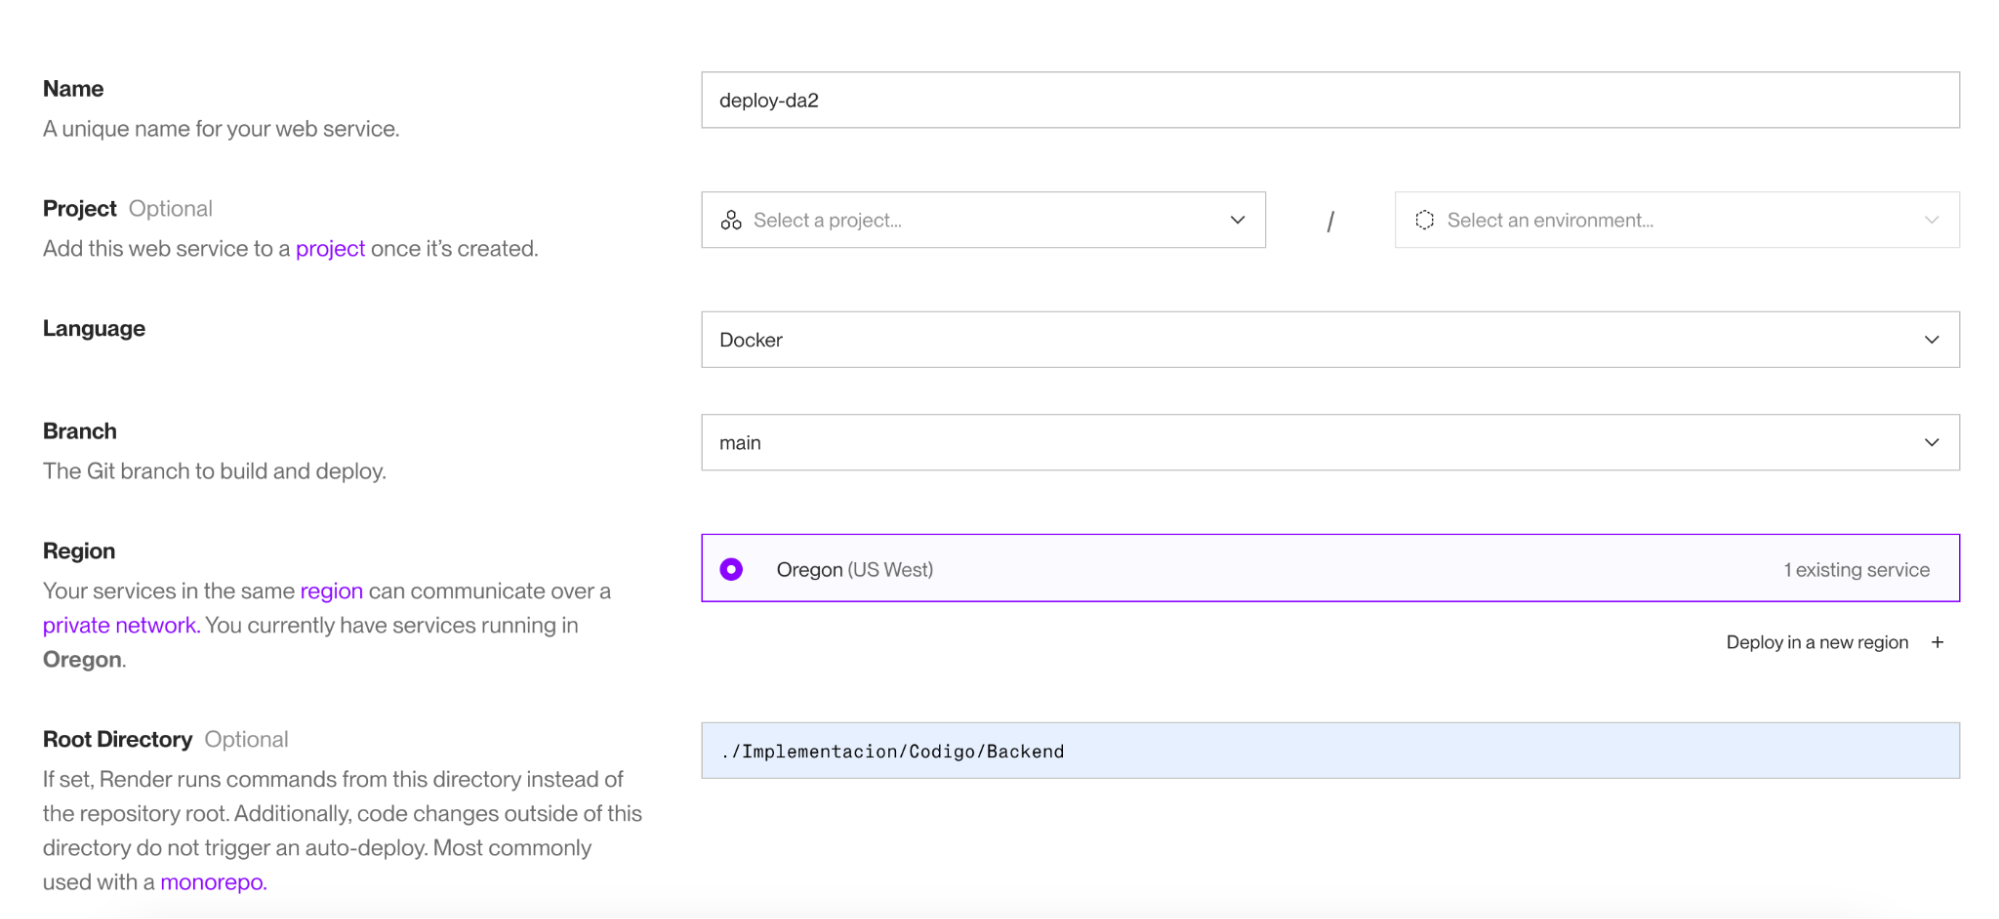 Name
A unique name for your web service.
deploy-da2
Project Optional
Add this web service to a project once it’s created.
Select a project...
/
Select an environment...
Language
Docker
Branch
The Git branch to build and deploy.
main
Region
Your services in the same region can communicate over a
private network. You currently have services running in
Oregon.
Oregon (US West)
1 existing service
Deploy in a new region +
Root Directory Optional
If set, Render runs commands from this directory instead of
the repository root. Additionally, code changes outside of this
directory do not trigger an auto-deploy. Most commonly
used with a monorepo.
./Implementacion/Codigo/Backend